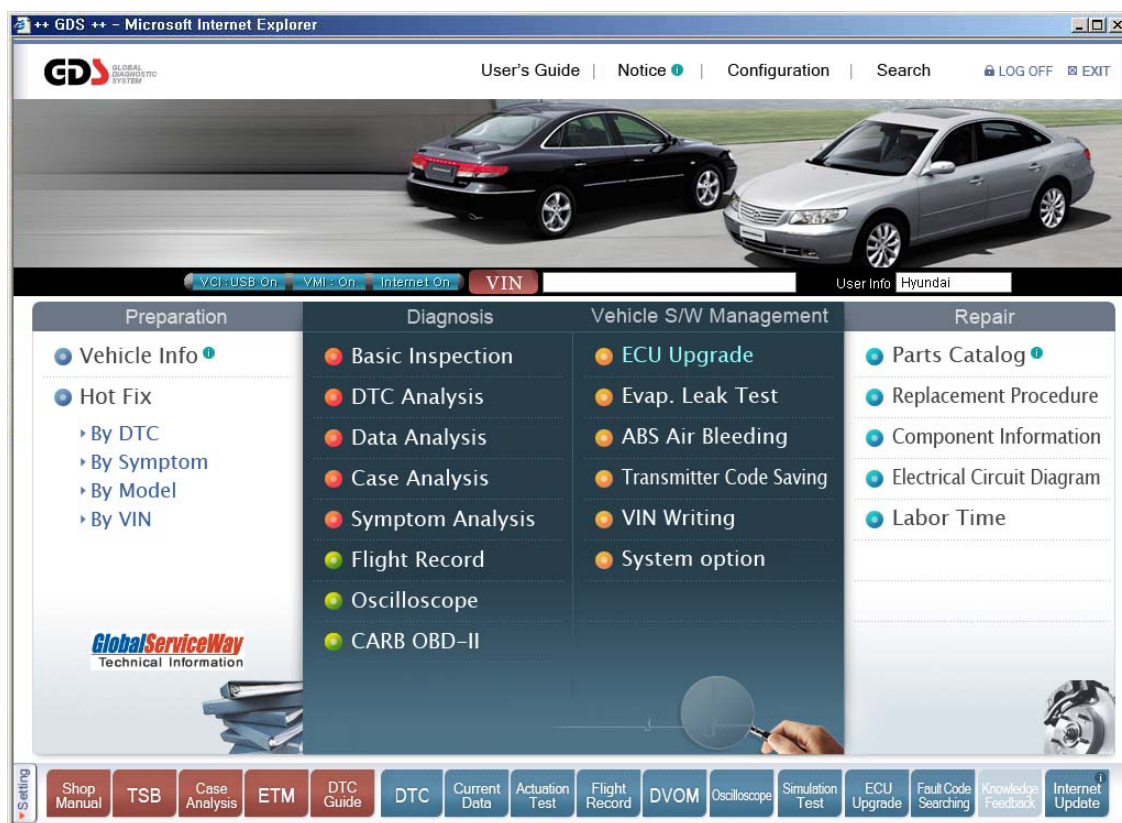 ++ GDS ++ - Microsoft Internet Explorer
GDS GLOBAL DIAGNOSTIC SYSTEM
User's Guide | Notice i | Configuration | Search LOG OFF EXIT
VCI : USB On VMI : On Internet On VIN User Info Hyundai
Preparation
Vehicle Info i
Hot Fix
By DTC
By Symptom
By Model
By VIN
GlobalServiceWay
Technical Information
Diagnosis
Basic Inspection
DTC Analysis
Data Analysis
Case Analysis
Symptom Analysis
Flight Record
Oscilloscope
CARB OBD-II
Vehicle S/W Management
ECU Upgrade
Evap. Leak Test
ABS Air Bleeding
Transmitter Code Saving
VIN Writing
System option
Repair
Parts Catalog i
Replacement Procedure
Component Information
Electrical Circuit Diagram
Labor Time
Setting
Shop
Manual
TSB
Case
Analysis
ETM
DTC
Guide
DTC
Current
Data
Actuation
Test
Flight
Record
DVOM
Oscilloscope
Simulation
Test
ECU
Upgrade
Fault Code
Searching
Knowledge
Feedback
Internet
Update
i